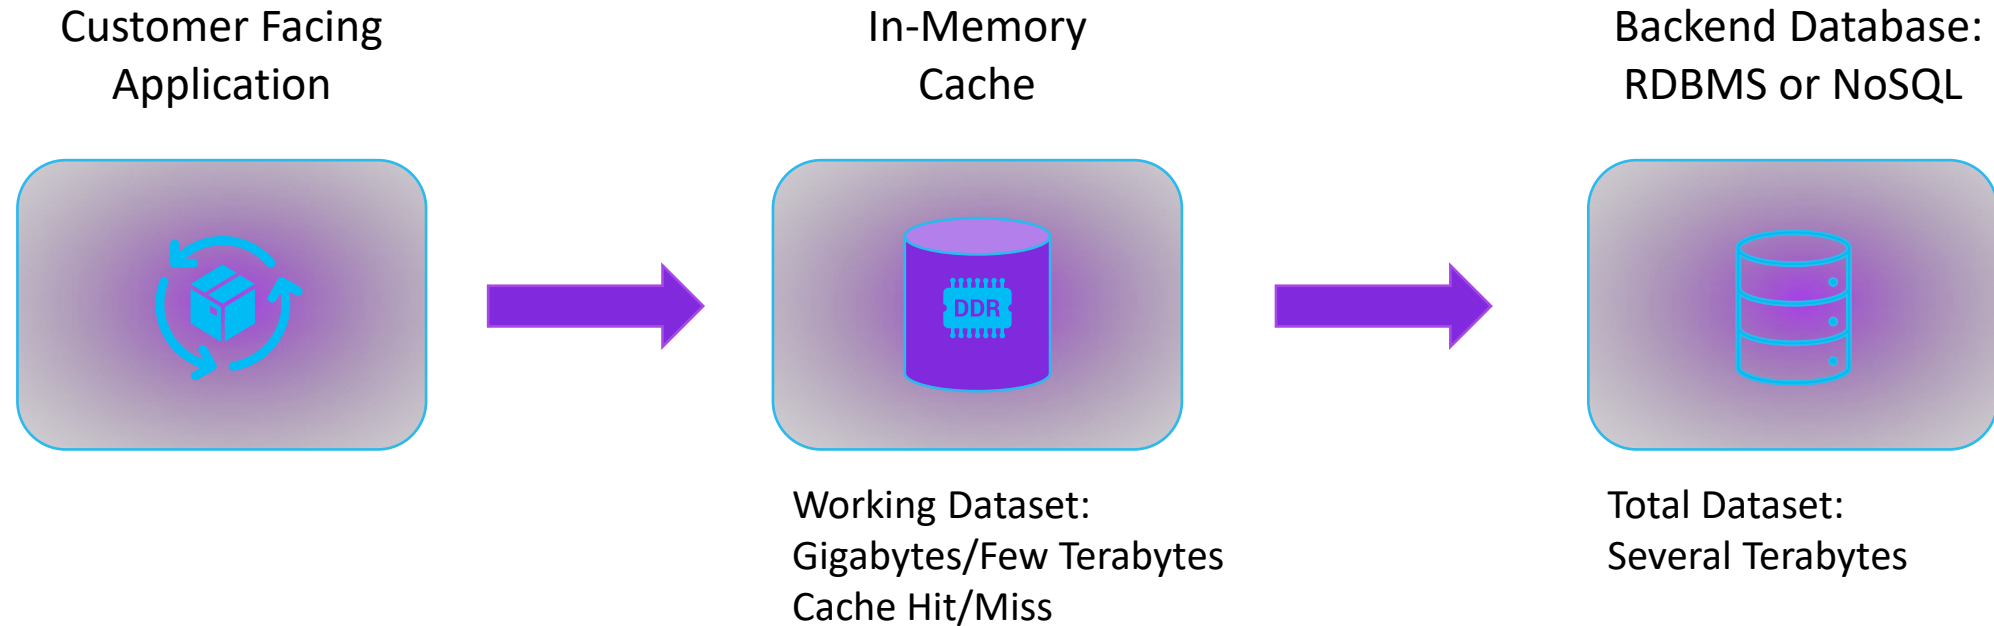 Customer Facing
Application
In-Memory
Cache
Backend Database:
RDBMS or NoSQL
DDR
Working Dataset:
Gigabytes/Few Terabytes
Cache Hit/Miss
Total Dataset:
Several Terabytes